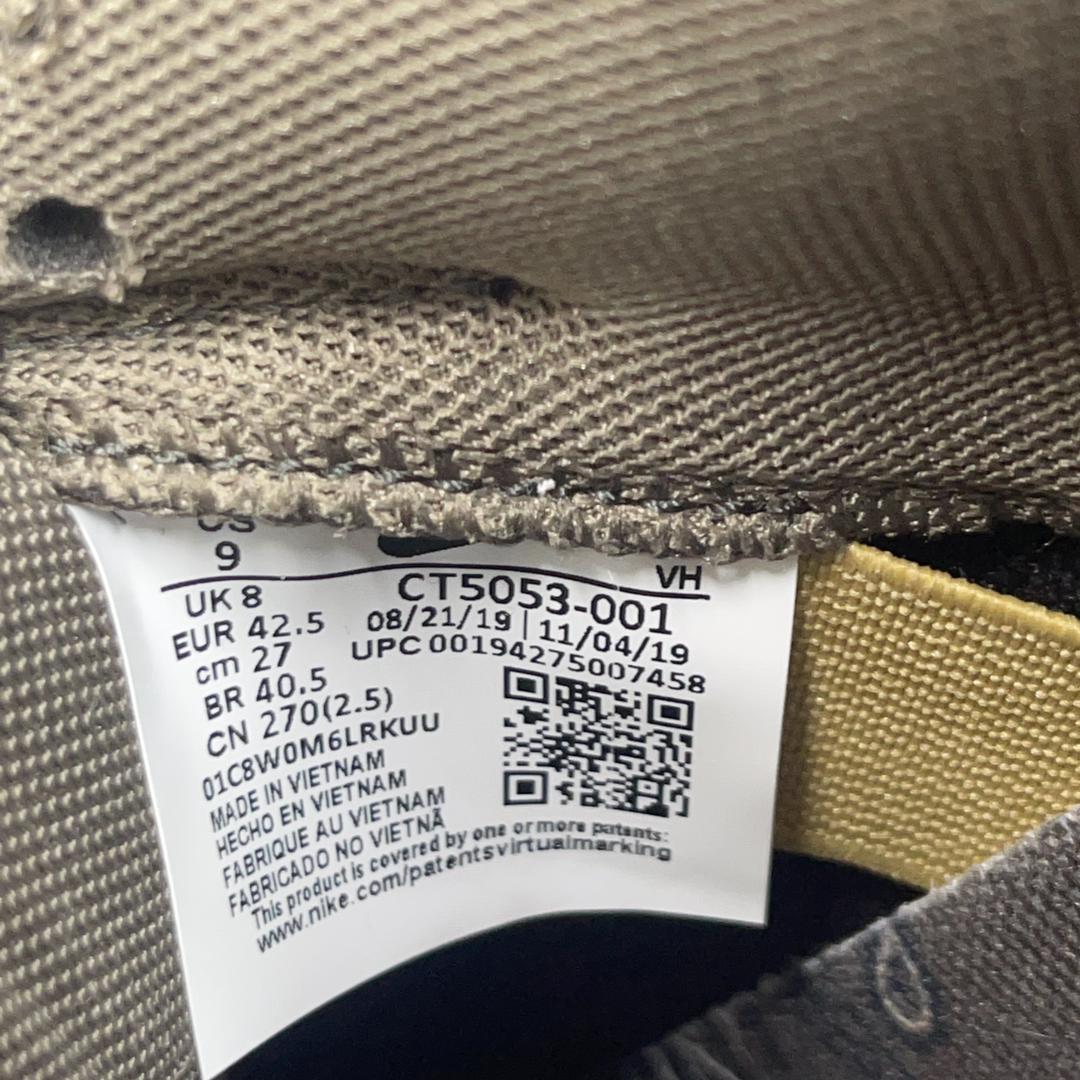 US
9
VH
UK 8
CT5053-001
EUR 42.5
08/21/19 | 11/04/19
cm 27
UPC 00194275007458
BR 40.5
CN 270(2.5)
01C8W0M6LRKUU
MADE IN VIETNAM
HECHO EN VIETNAM
FABRIQUE AU VIETNAM
FABRICADO NO VIETNÃ
This product is covered by one or more patents:
www.nike.com/patentsvirtualmarking